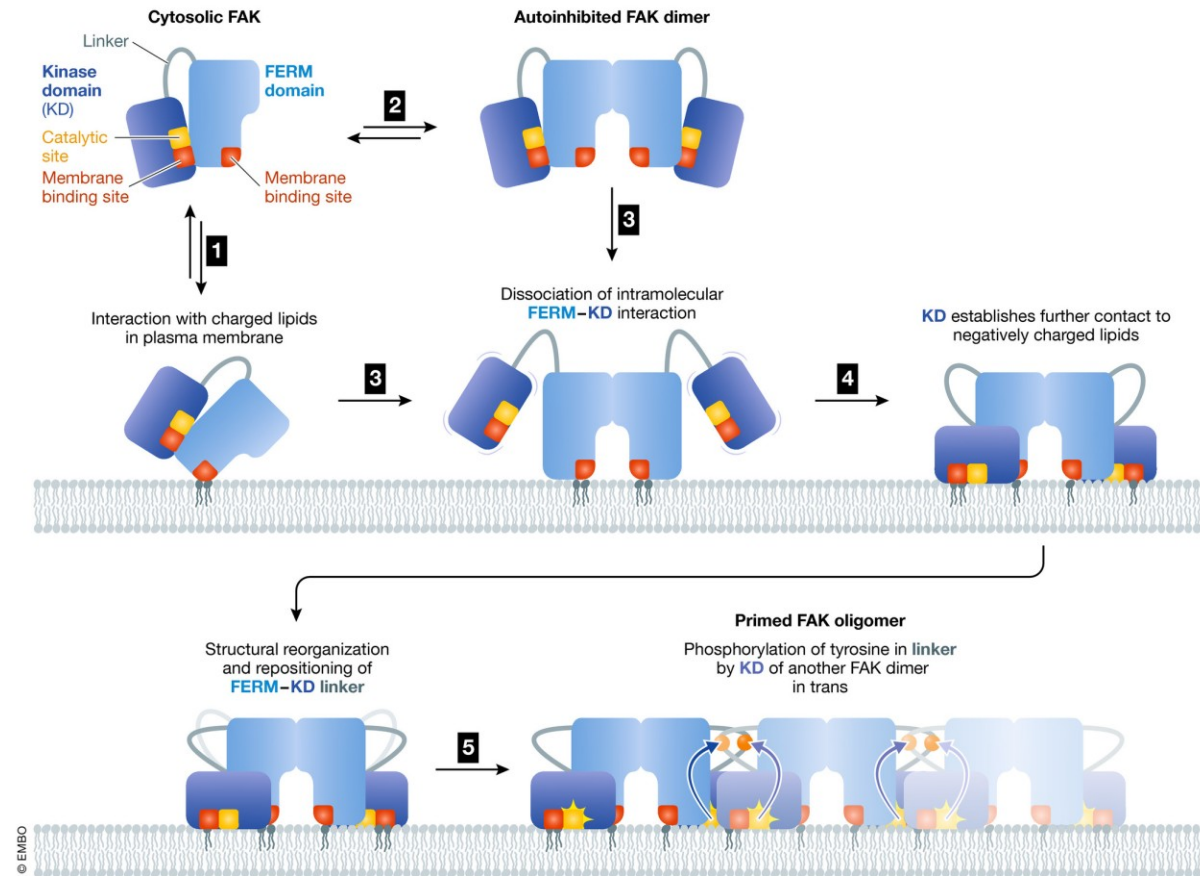 Cytosolic FAK
Autoinhibited FAK dimer
Linker
Kinase
domain
(KD)
FERM
domain
Catalytic
site
Membrane
binding site
Membrane
binding site
2
1
3
Interaction with charged lipids
in plasma membrane
Dissociation of intramolecular
FERM–KD interaction
KD establishes further contact to
negatively charged lipids
3
4
Structural reorganization
and repositioning of
FERM–KD linker
Primed FAK oligomer
Phosphorylation of tyrosine in linker
by KD of another FAK dimer
in trans
5
© EMBO